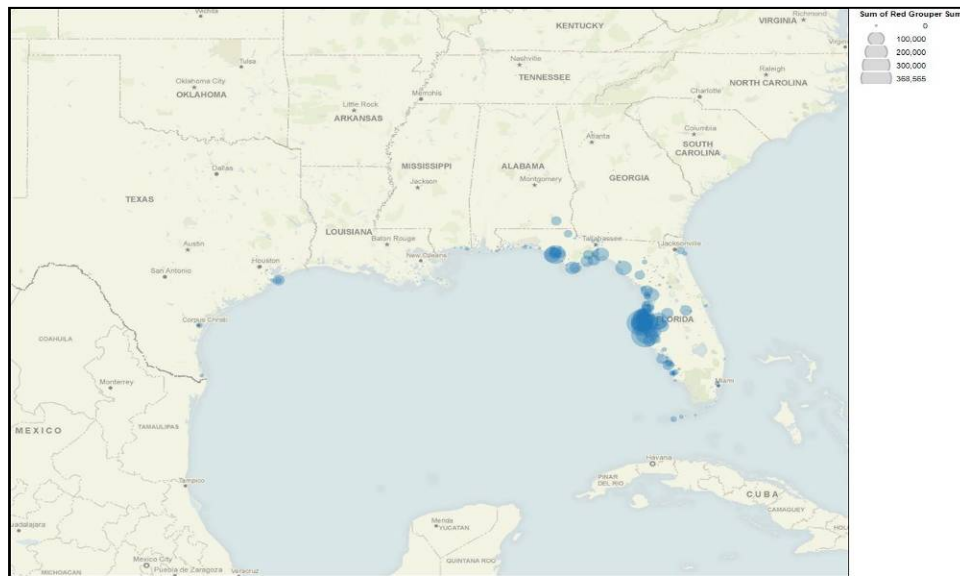 Wichita
KENTUCKY
VIRGINIA
Richmond
Tulsa
Nashville
TENNESSEE
Raleigh
NORTH CAROLINA
Oklahoma City
OKLAHOMA
Memphis
Charlotte
Little Rock
ARKANSAS
Columbia
SOUTH
CAROLINA
Atlanta
MISSISSIPPI
ALABAMA
Jackson
Montgomery
GEORGIA
Dallas
TEXAS
LOUISIANA
Baton Rouge
Tallahassee
Jacksonville
Austin
Houston
New Orleans
San Antonio
Corpus Christi
FLORIDA
COAHUILA
Monterrey
Miami
MEXICO
TAMAULIPAS
Havana
PINAR
DEL RIO
Tampico
CUBA
CAMAGUEY
HOL
Merida
YUCATAN
uadalajara
Mexico City
QUINTANA ROO
MICHOACAN
Puebla de Zaragoza
Veracruz
Sum of Red Grouper Sum
0
100,000
200,000
300,000
368,565